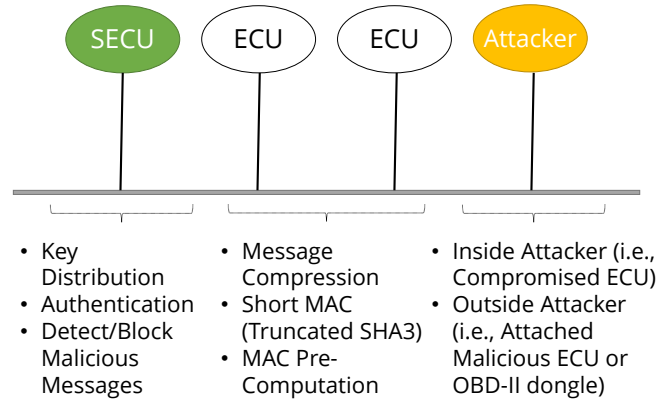 SECU
ECU
ECU
Attacker
• Key
Distribution
• Authentication
• Detect/Block
Malicious
Messages
• Message
Compression
• Short MAC
(Truncated SHA3)
• MAC Pre-
Computation
• Inside Attacker (i.e.,
Compromised ECU)
• Outside Attacker
(i.e., Attached
Malicious ECU or
OBD-II dongle)